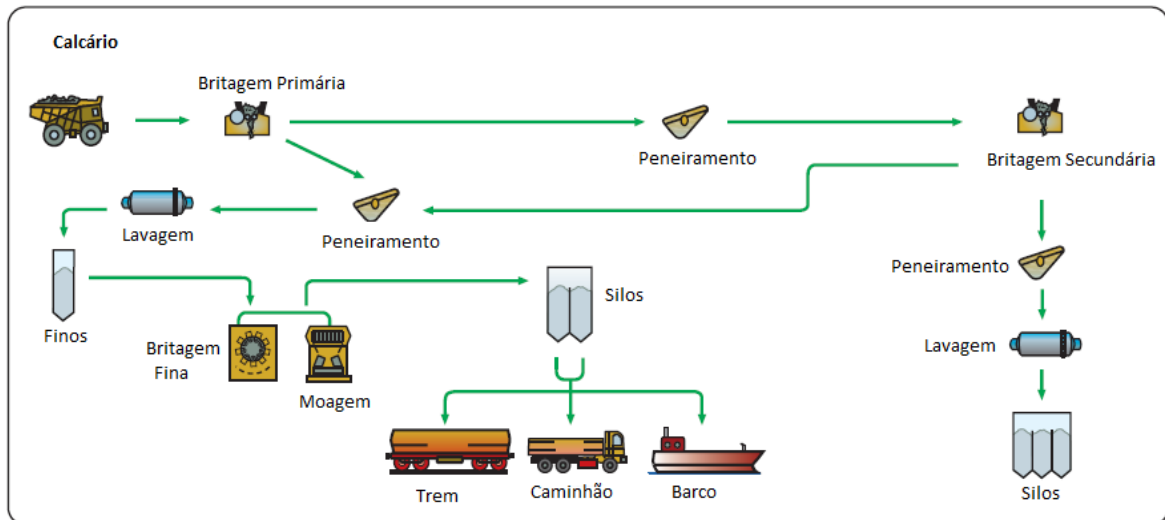 Calcário
Britagem Primária
Peneiramento
Britagem Secundária
Lavagem
Peneiramento
Peneiramento
Finos
Britagem
Fina
Moagem
Silos
Lavagem
Trem
Caminhão
Barco
Silos